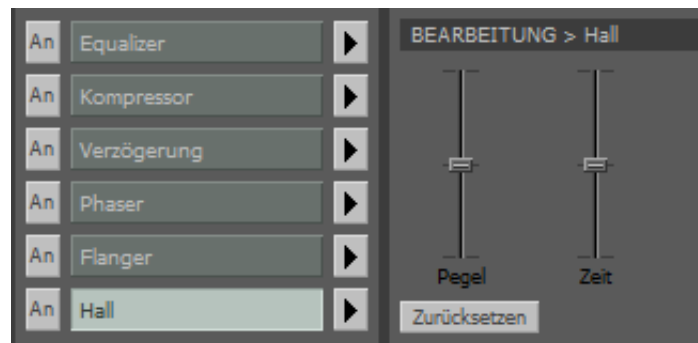 An Equalizer
An Kompressor
An Verzögerung
An Phaser
An Flanger
An Hall
BEARBEITUNG > Hall
Pegel Zeit
Zurücksetzen